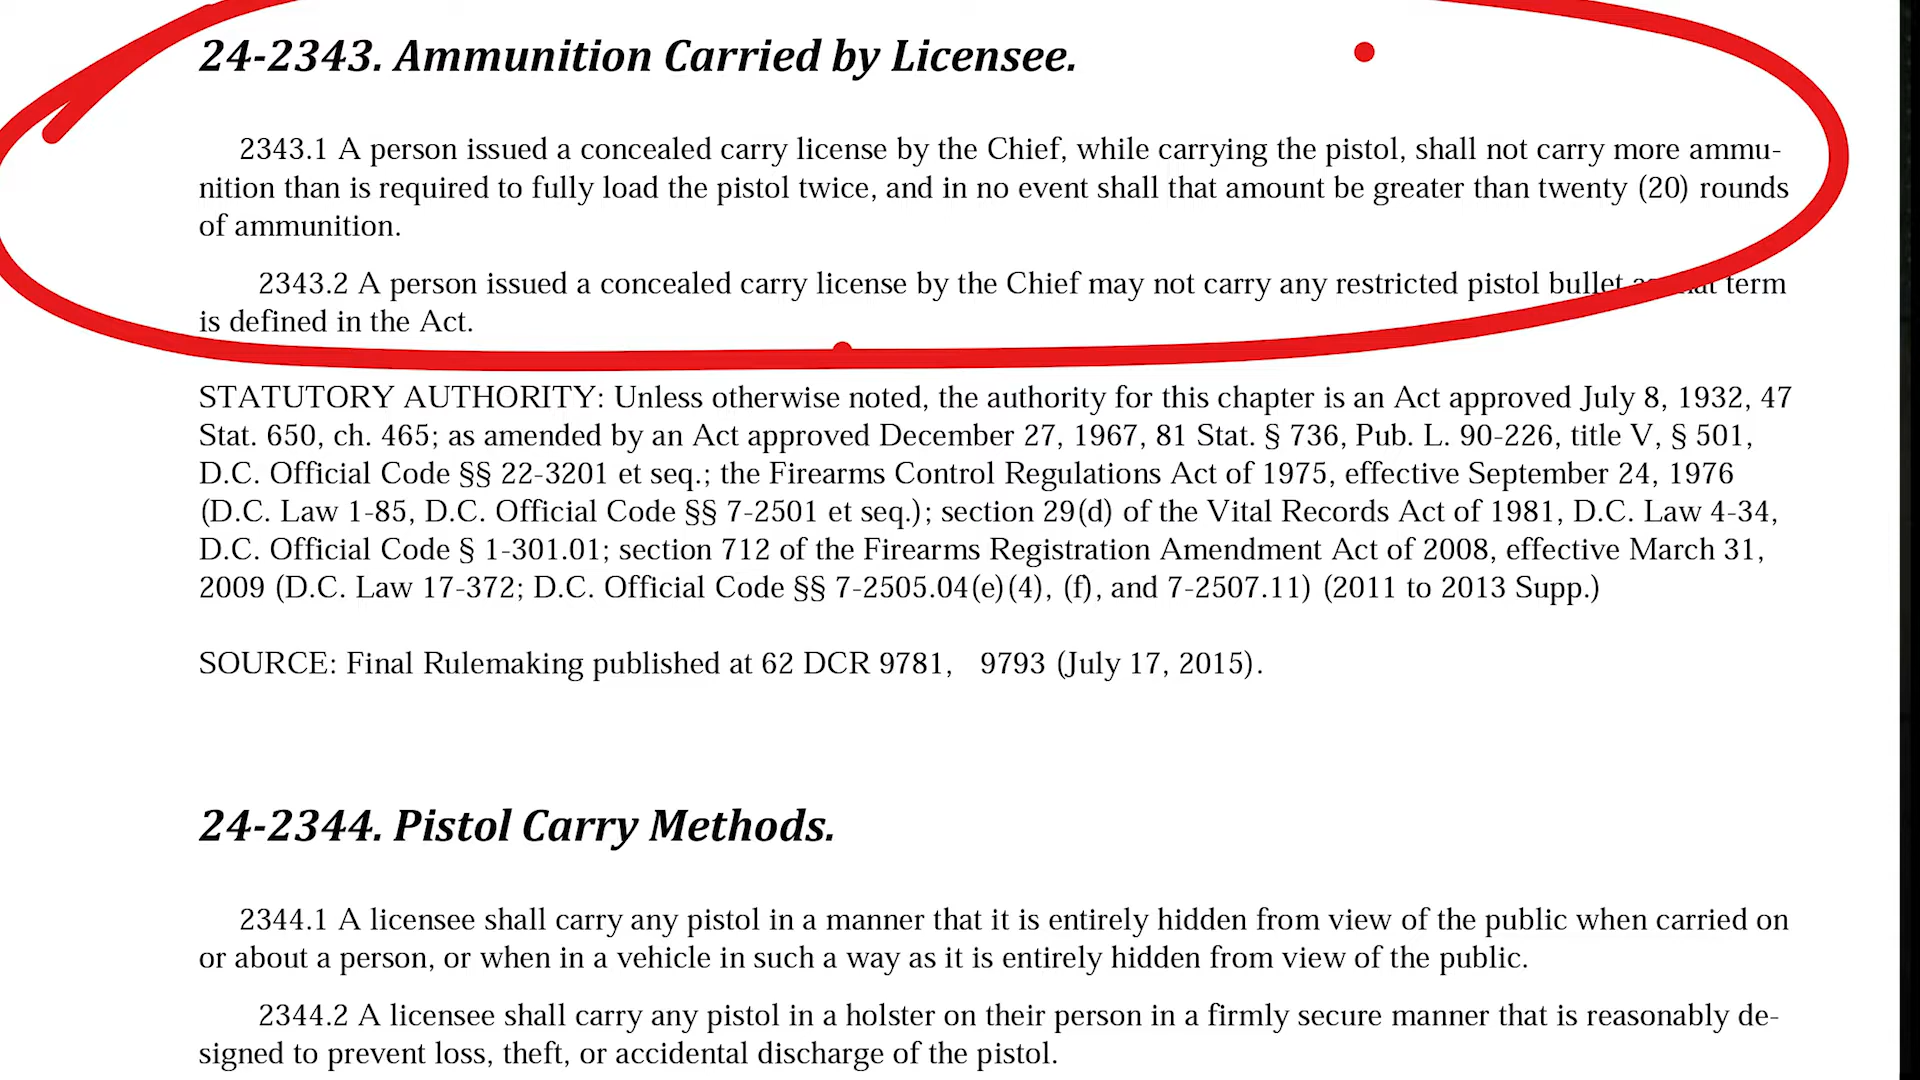 24-2343. Ammunition Carried by Licensee.
2343.1 A person issued a concealed carry license by the Chief, while carrying the pistol, shall not carry more ammu-
nition than is required to fully load the pistol twice, and in no event shall that amount be greater than twenty (20) rounds
of ammunition.
2343.2 A person issued a concealed carry license by the Chief may not carry any restricted pistol bullet as that term
is defined in the Act.
STATUTORY AUTHORITY: Unless otherwise noted, the authority for this chapter is an Act approved July 8, 1932, 47
Stat. 650, ch. 465; as amended by an Act approved December 27, 1967, 81 Stat. § 736, Pub. L. 90-226, title V, § 501,
D.C. Official Code §§ 22-3201 et seq.; the Firearms Control Regulations Act of 1975, effective September 24, 1976
(D.C. Law 1-85, D.C. Official Code §§ 7-2501 et seq.); section 29(d) of the Vital Records Act of 1981, D.C. Law 4-34,
D.C. Official Code § 1-301.01; section 712 of the Firearms Registration Amendment Act of 2008, effective March 31,
2009 (D.C. Law 17-372; D.C. Official Code §§ 7-2505.04(e)(4), (f), and 7-2507.11) (2011 to 2013 Supp.)
SOURCE: Final Rulemaking published at 62 DCR 9781, 9793 (July 17, 2015).
24-2344. Pistol Carry Methods.
2344.1 A licensee shall carry any pistol in a manner that it is entirely hidden from view of the public when carried on
or about a person, or when in a vehicle in such a way as it is entirely hidden from view of the public.
2344.2 A licensee shall carry any pistol in a holster on their person in a firmly secure manner that is reasonably de-
signed to prevent loss, theft, or accidental discharge of the pistol.